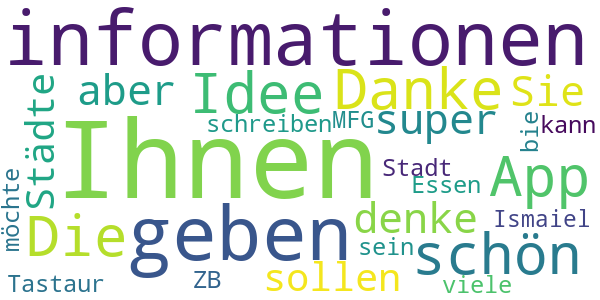 informationen
Städte aber Idee Danke Sie
schreiben MFG super bie kann
Ihnen
Stadt
Essen App
möchte Die geben denke Ismaiel
sein schön
Tastaur ZB sollen viele